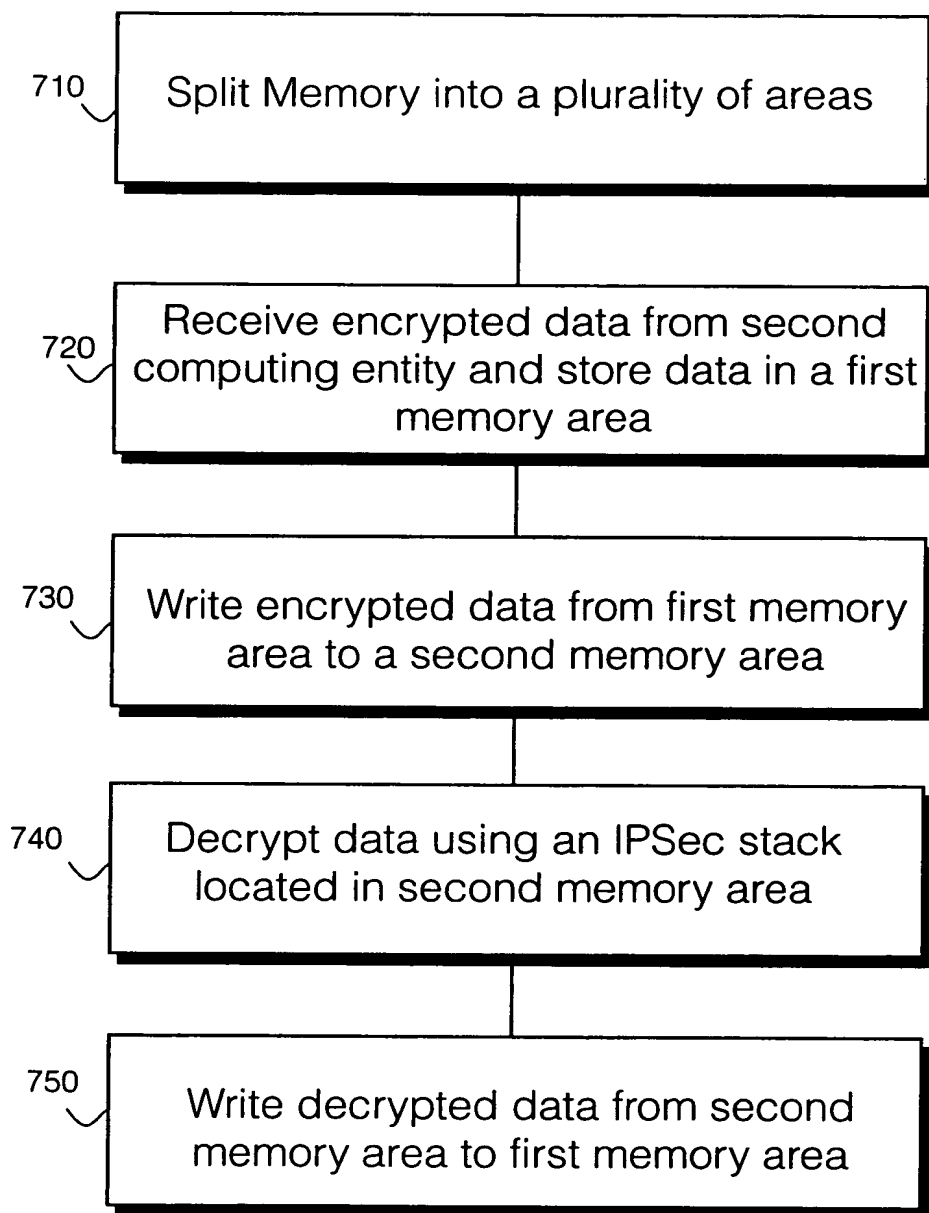 710
Split Memory into a plurality of areas
720
Receive encrypted data from second
computing entity and store data in a first
memory area
730
Write encrypted data from first memory
area to a second memory area
740
Decrypt data using an IPSec stack
located in second memory area
750
Write decrypted data from second
memory area to first memory area